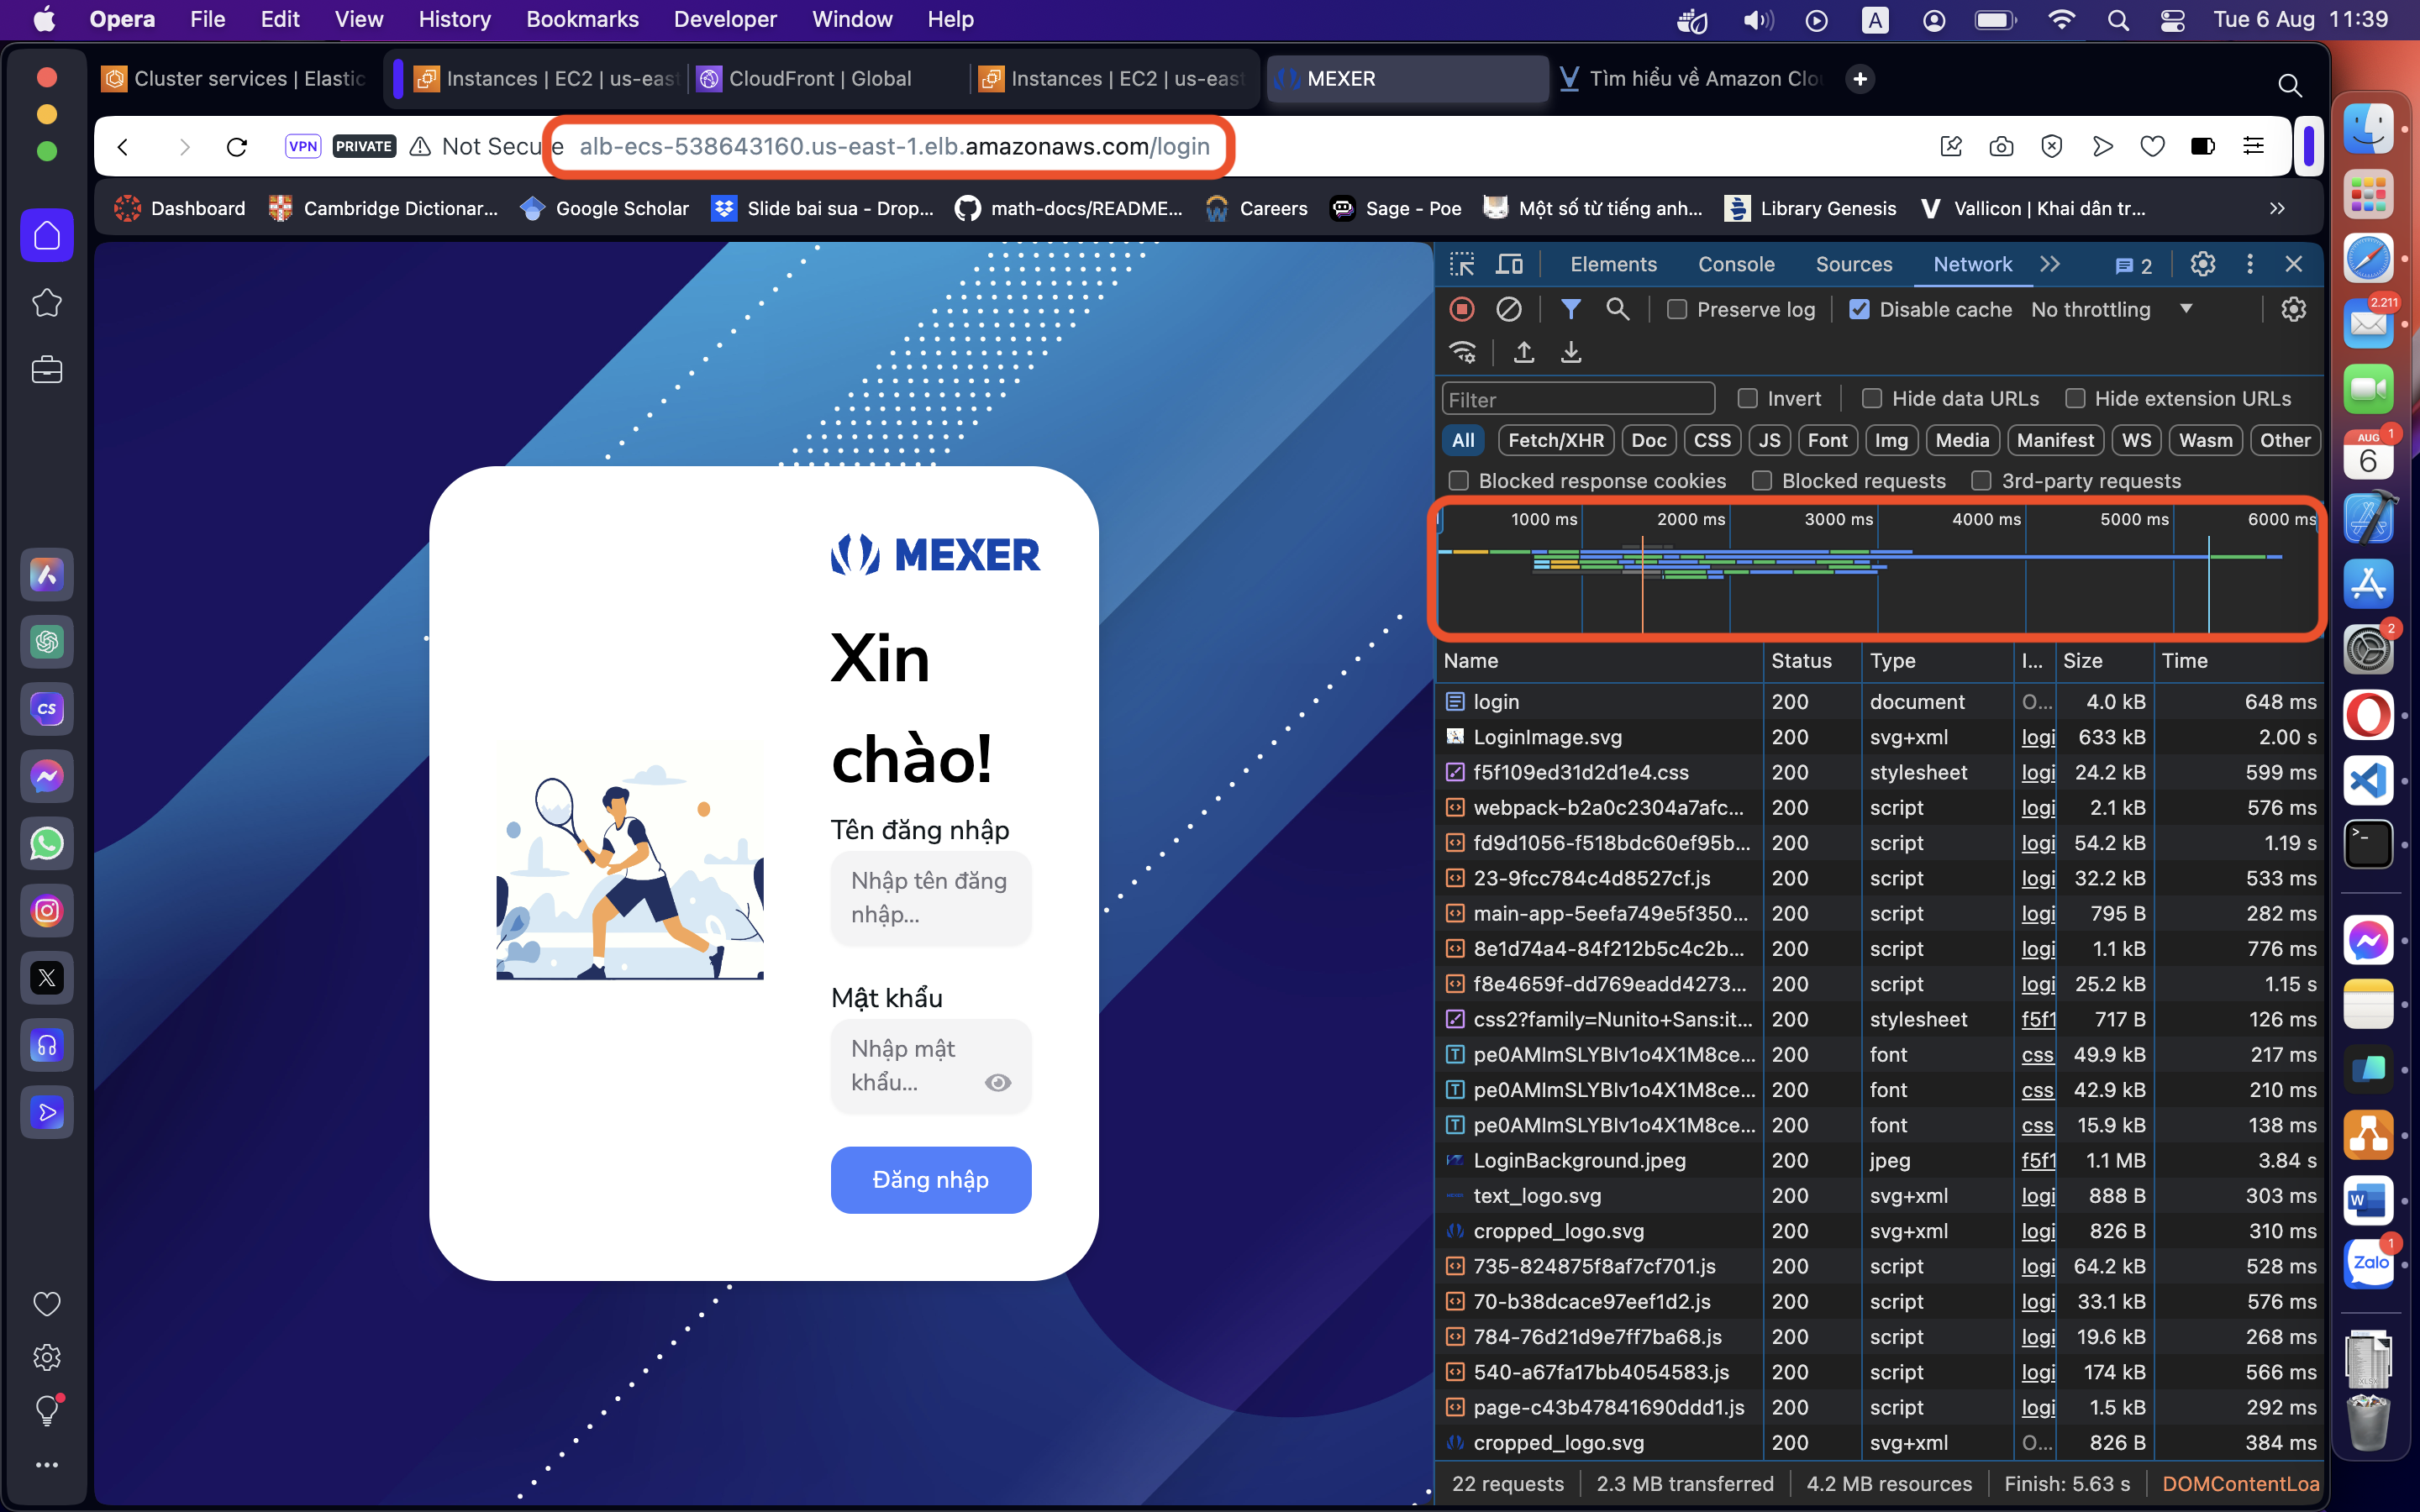 Opera File Edit View History Bookmarks Developer Window Help
A
Tue 6 Aug 11:39
Cluster services | Elastic
Instances | EC2 | us-east
CloudFront | Global
Instances | EC2 | us-east
MEXER
Tìm hiểu về Amazon Clo
VPN PRIVATE Not Secure alb-ecs-538643160.us-east-1.elb.amazonaws.com/login
Dashboard
Cambridge Dictionar...
Google Scholar
Slide bai sua - Drop...
math-docs/README...
Careers
Sage - Poe
Một số từ tiếng anh...
Library Genesis
Vallicon | Khai dân tr...
MEXER
Xin
chào!
Tên đăng nhập
Nhập tên đăng
nhập...
Mật khẩu
Nhập mật
khẩu...
Đăng nhập
Elements Console Sources Network 2
Preserve log Disable cache No throttling
Filter Invert Hide data URLs Hide extension URLs
All Fetch/XHR Doc CSS JS Font Img Media Manifest WS Wasm Other
Blocked response cookies Blocked requests 3rd-party requests
1000 ms 2000 ms 3000 ms 4000 ms 5000 ms 6000 ms
Name Status Type I... Size Time
login 200 document O... 4.0 kB 648 ms
LoginImage.svg 200 svg+xml logi 633 kB 2.00 s
f5f109ed31d2d1e4.css 200 stylesheet logi 24.2 kB 599 ms
webpack-b2a0c2304a7afc... 200 script logi 2.1 kB 576 ms
fd9d1056-f518bdc60ef95b... 200 script logi 54.2 kB 1.19 s
23-9fcc784c4d8527cf.js 200 script logi 32.2 kB 533 ms
main-app-5eefa749e5f350... 200 script logi 795 B 282 ms
8e1d74a4-84f212b5c4c2b... 200 script logi 1.1 kB 776 ms
f8e4659f-dd769eadd4273... 200 script logi 25.2 kB 1.15 s
css2?family=Nunito+Sans:it... 200 stylesheet f5f1 717 B 126 ms
pe0AMImSLYBIv1o4X1M8ce... 200 font css 49.9 kB 217 ms
pe0AMImSLYBIv1o4X1M8ce... 200 font css 42.9 kB 210 ms
pe0AMImSLYBIv1o4X1M8ce... 200 font css 15.9 kB 138 ms
LoginBackground.jpeg 200 jpeg f5f1 1.1 MB 3.84 s
text_logo.svg 200 svg+xml logi 888 B 303 ms
cropped_logo.svg 200 svg+xml logi 826 B 310 ms
735-824875f8af7cf701.js 200 script logi 64.2 kB 528 ms
70-b38dcace97eef1d2.js 200 script logi 33.1 kB 576 ms
784-76d21d9e7ff7ba68.js 200 script logi 19.6 kB 268 ms
540-a67fa17bb4054583.js 200 script logi 174 kB 566 ms
page-c43b47841690ddd1.js 200 script logi 1.5 kB 292 ms
cropped_logo.svg 200 svg+xml O... 826 B 384 ms
22 requests 2.3 MB transferred 4.2 MB resources Finish: 5.63 s DOMContentLoa
CS
2.211
AUG
6
1
2
W
Zalo
1